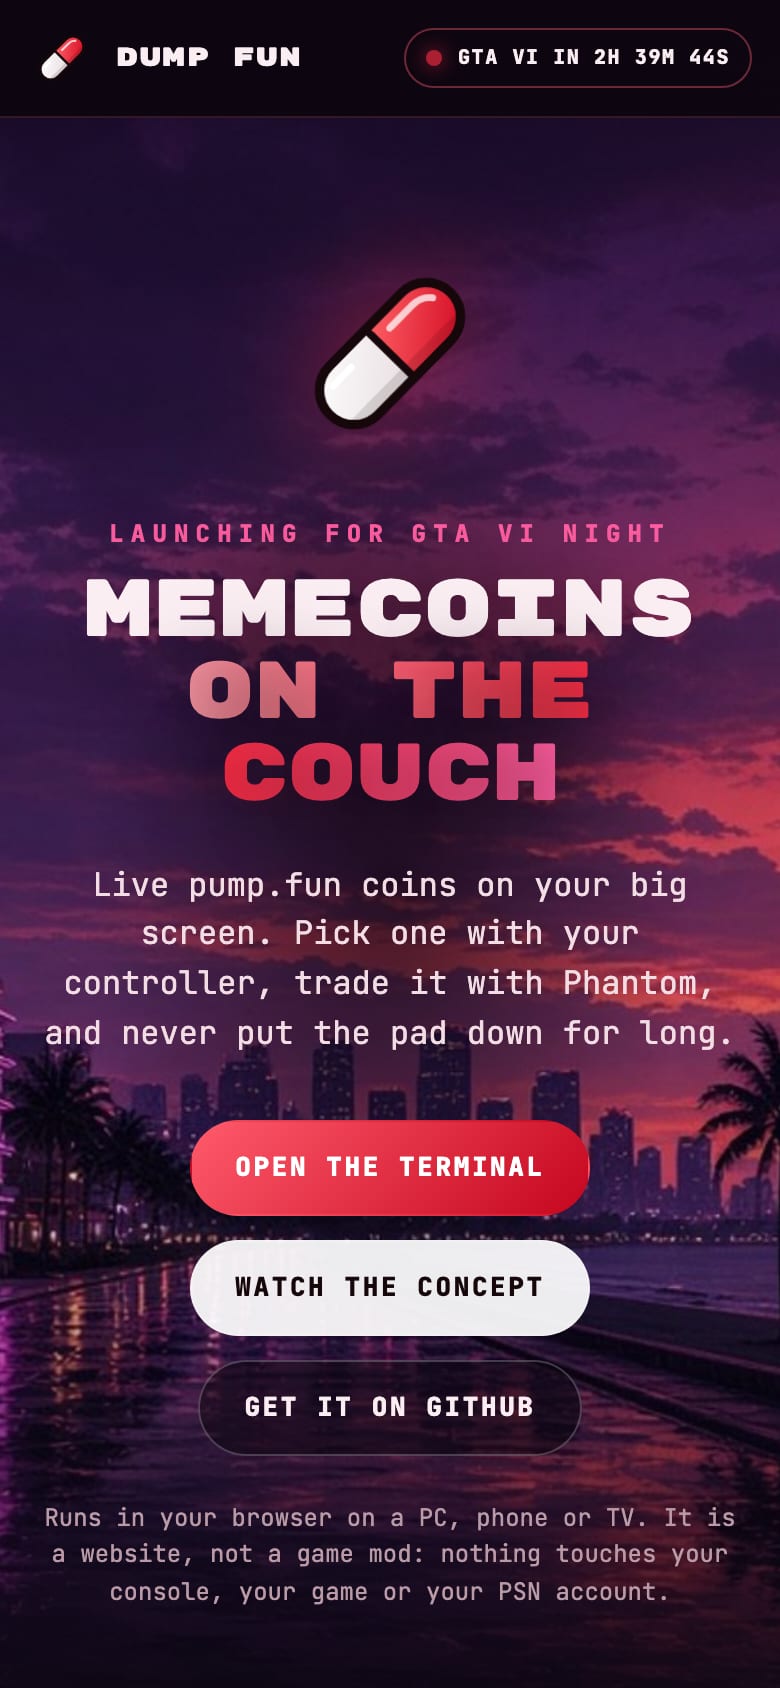 DUMP FUN
GTA VI IN 2H 39M 44S
LAUNCHING FOR GTA VI NIGHT
MEMECOINS
ON THE
COUCH
Live pump.fun coins on your big
screen. Pick one with your
controller, trade it with Phantom,
and never put the pad down for long.
OPEN THE TERMINAL
WATCH THE CONCEPT
GET IT ON GITHUB
Runs in your browser on a PC, phone or TV. It is
a website, not a game mod: nothing touches your
console, your game or your PSN account.